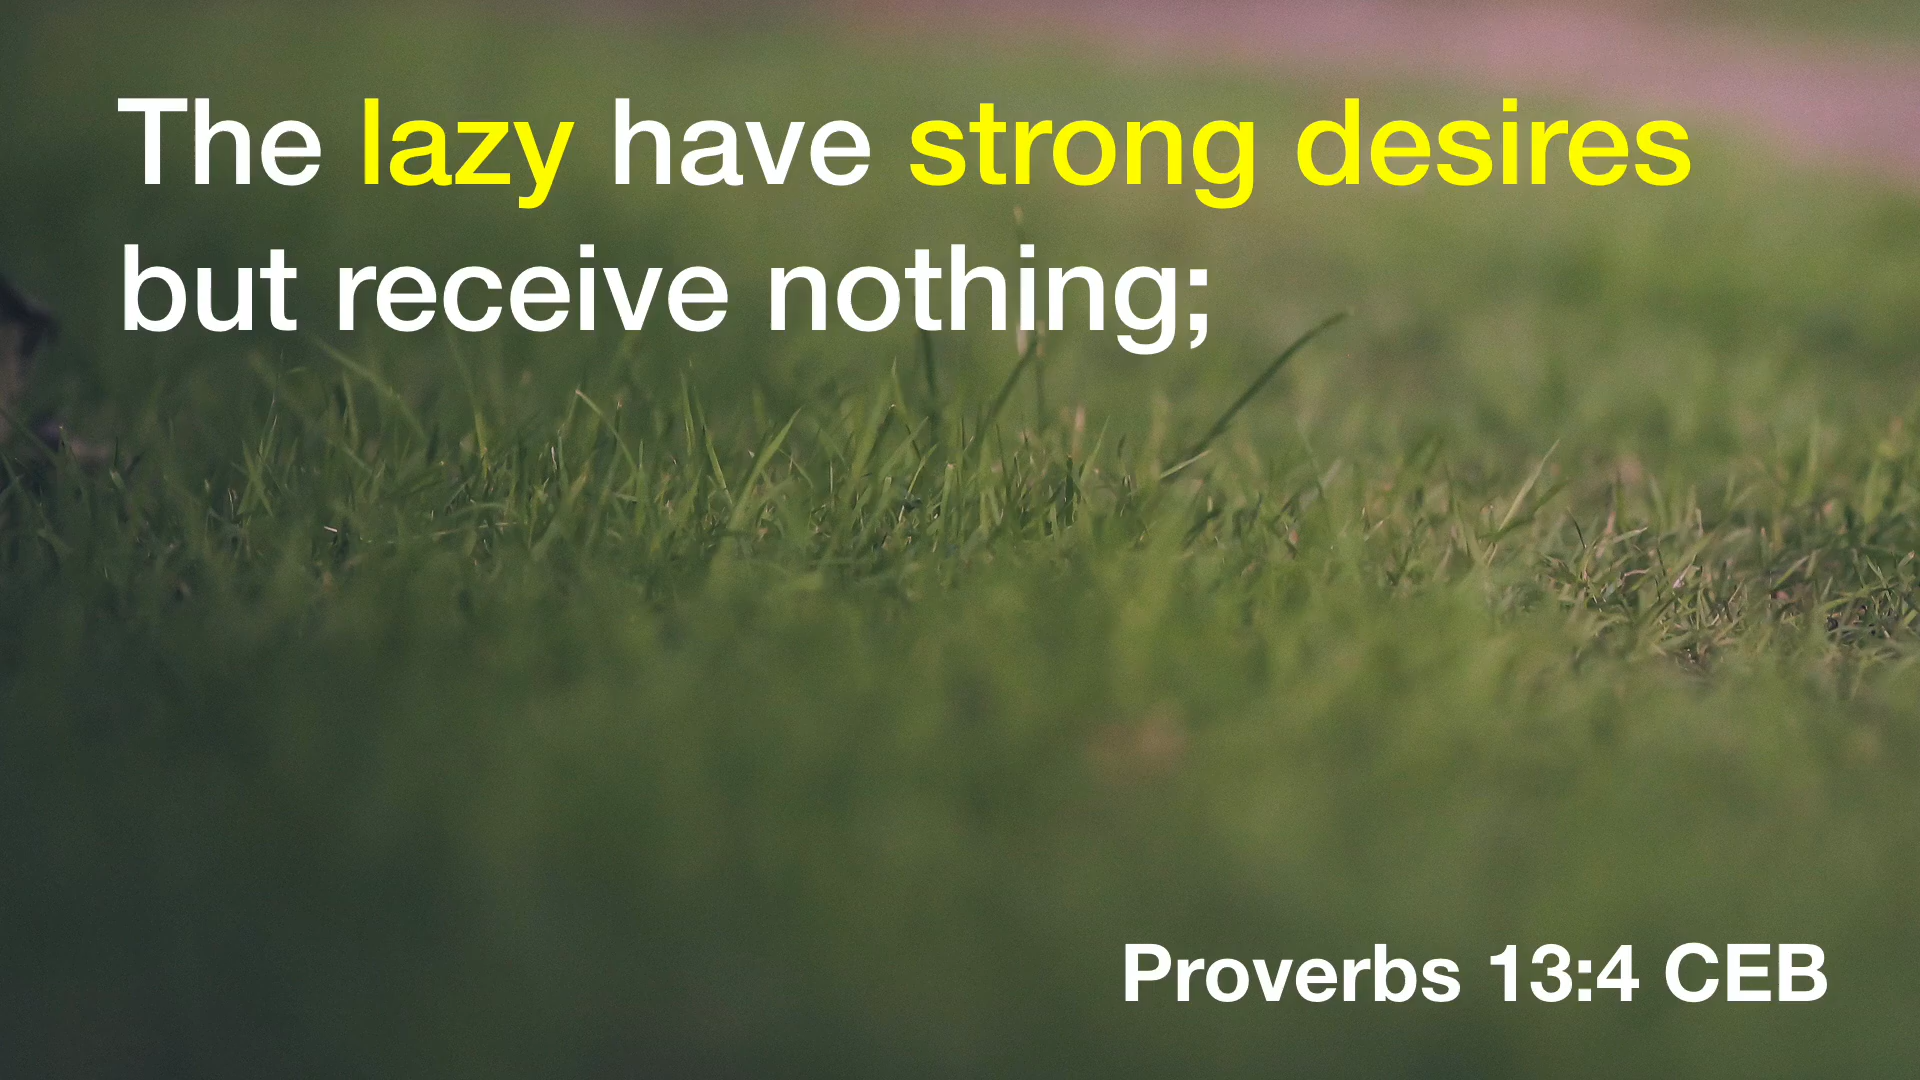 The lazy have strong desires
but receive nothing;
Proverbs 13:4 CEB